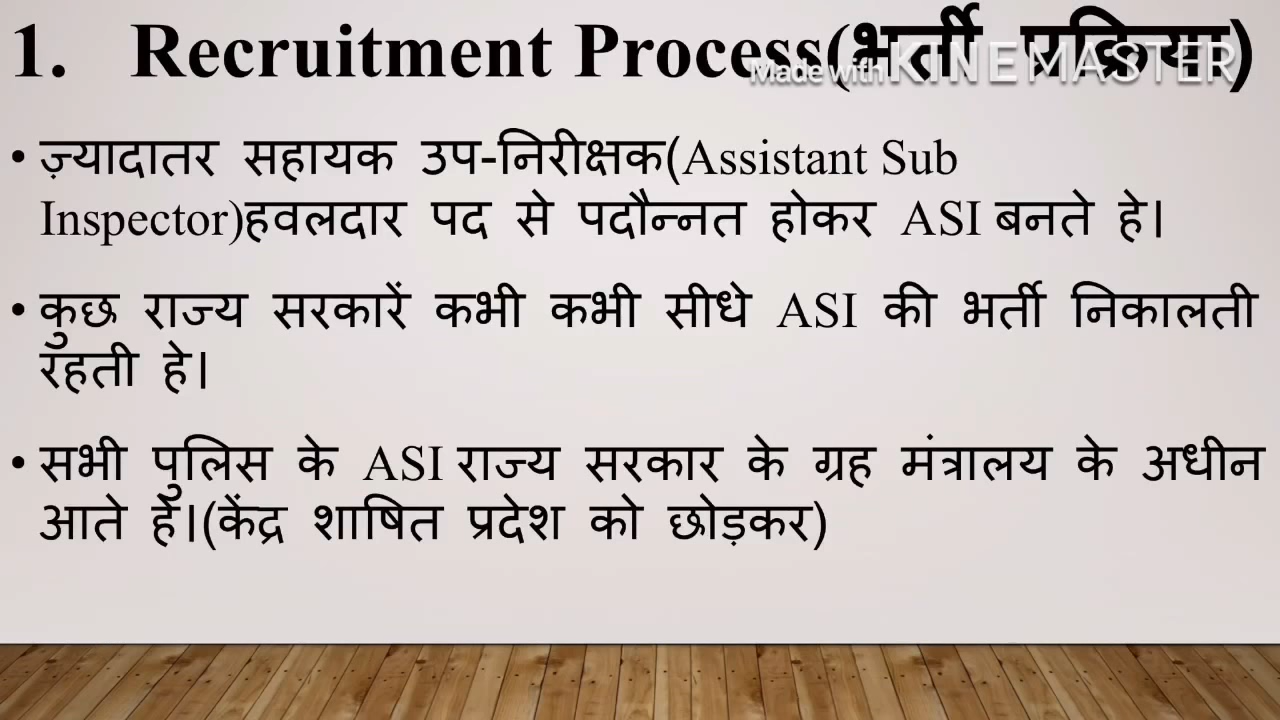 1. Recruitment Process(भर्ती प्रक्रिया)
Made with KINEMASTER
• ज़्यादातर सहायक उप-निरीक्षक(Assistant Sub
Inspector)हवलदार पद से पदौन्नत होकर ASI बनते हे।
• कुछ राज्य सरकारें कभी कभी सीधे ASI की भर्ती निकालती
रहती हे।
• सभी पुलिस के ASI राज्य सरकार के ग्रह मंत्रालय के अधीन
आते हे।(केंद्र शाषित प्रदेश को छोड़कर)